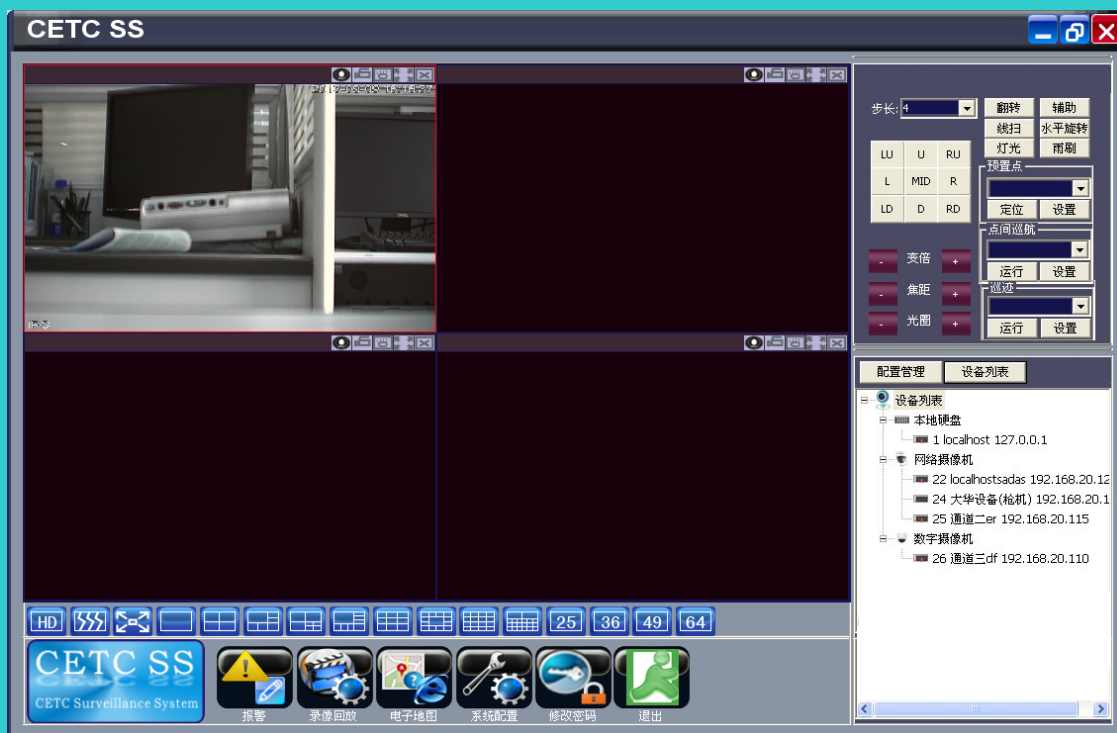 CETC SS
步长: 4
翻转 辅助
线扫 水平旋转
灯光 雨刷
LU U RU
L MID R
LD D RD
预置点
定位 设置
点间巡航
运行 设置
巡迹
运行 设置
- 变倍 +
- 焦距 +
- 光圈 +
配置管理 设备列表
设备列表
本地硬盘
1 localhost 127.0.0.1
网络摄像机
22 localhostsadas 192.168.20.12
24 大华设备(枪机) 192.168.20.1
25 通道二er 192.168.20.115
数字摄像机
26 通道三df 192.168.20.110
HD 25 36 49 64
CETC SS
CETC Surveillance System
报警 录像回放 电子地图 系统配置 修改密码 退出